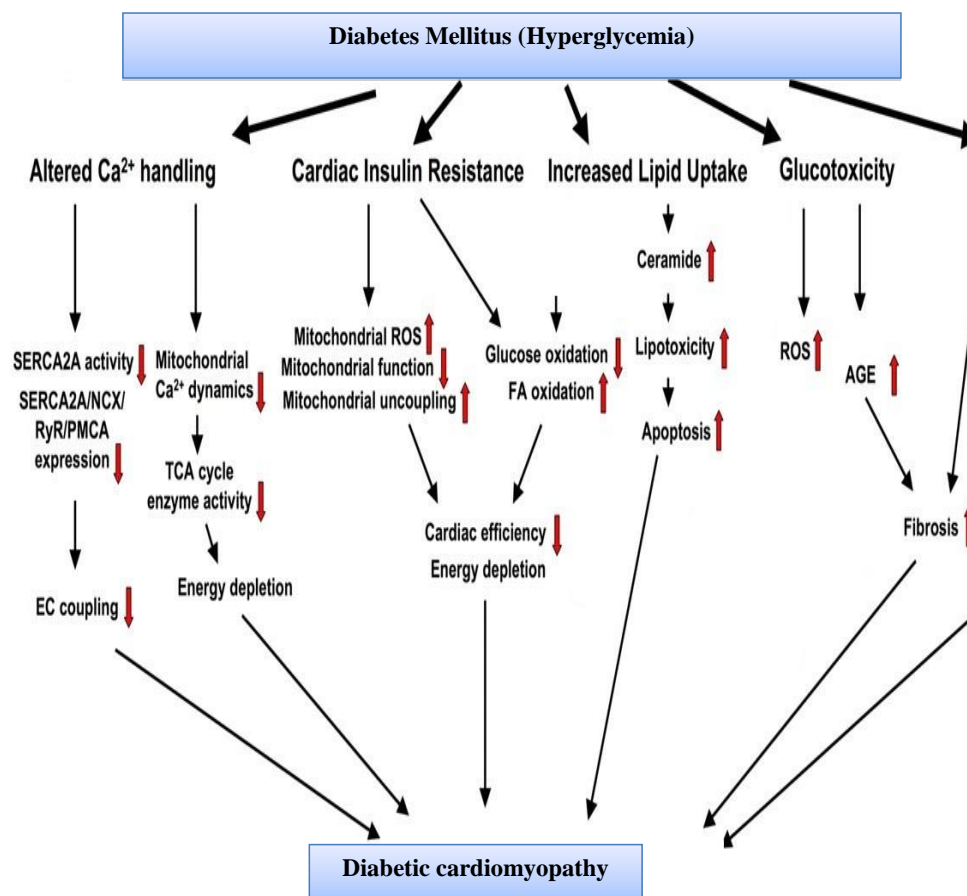 Diabetes Mellitus (Hyperglycemia)
Altered Ca²⁺ handling
Cardiac Insulin Resistance
Increased Lipid Uptake
Glucotoxicity
SERCA2A activity
SERCA2A/NCX/
RyR/PMCA
expression
EC coupling
Mitochondrial
Ca²⁺ dynamics
TCA cycle
enzyme activity
Energy depletion
Mitochondrial ROS
Mitochondrial function
Mitochondrial uncoupling
Glucose oxidation
FA oxidation
Cardiac efficiency
Energy depletion
Ceramide
Lipotoxicity
Apoptosis
ROS
AGE
Fibrosis
Diabetic cardiomyopathy